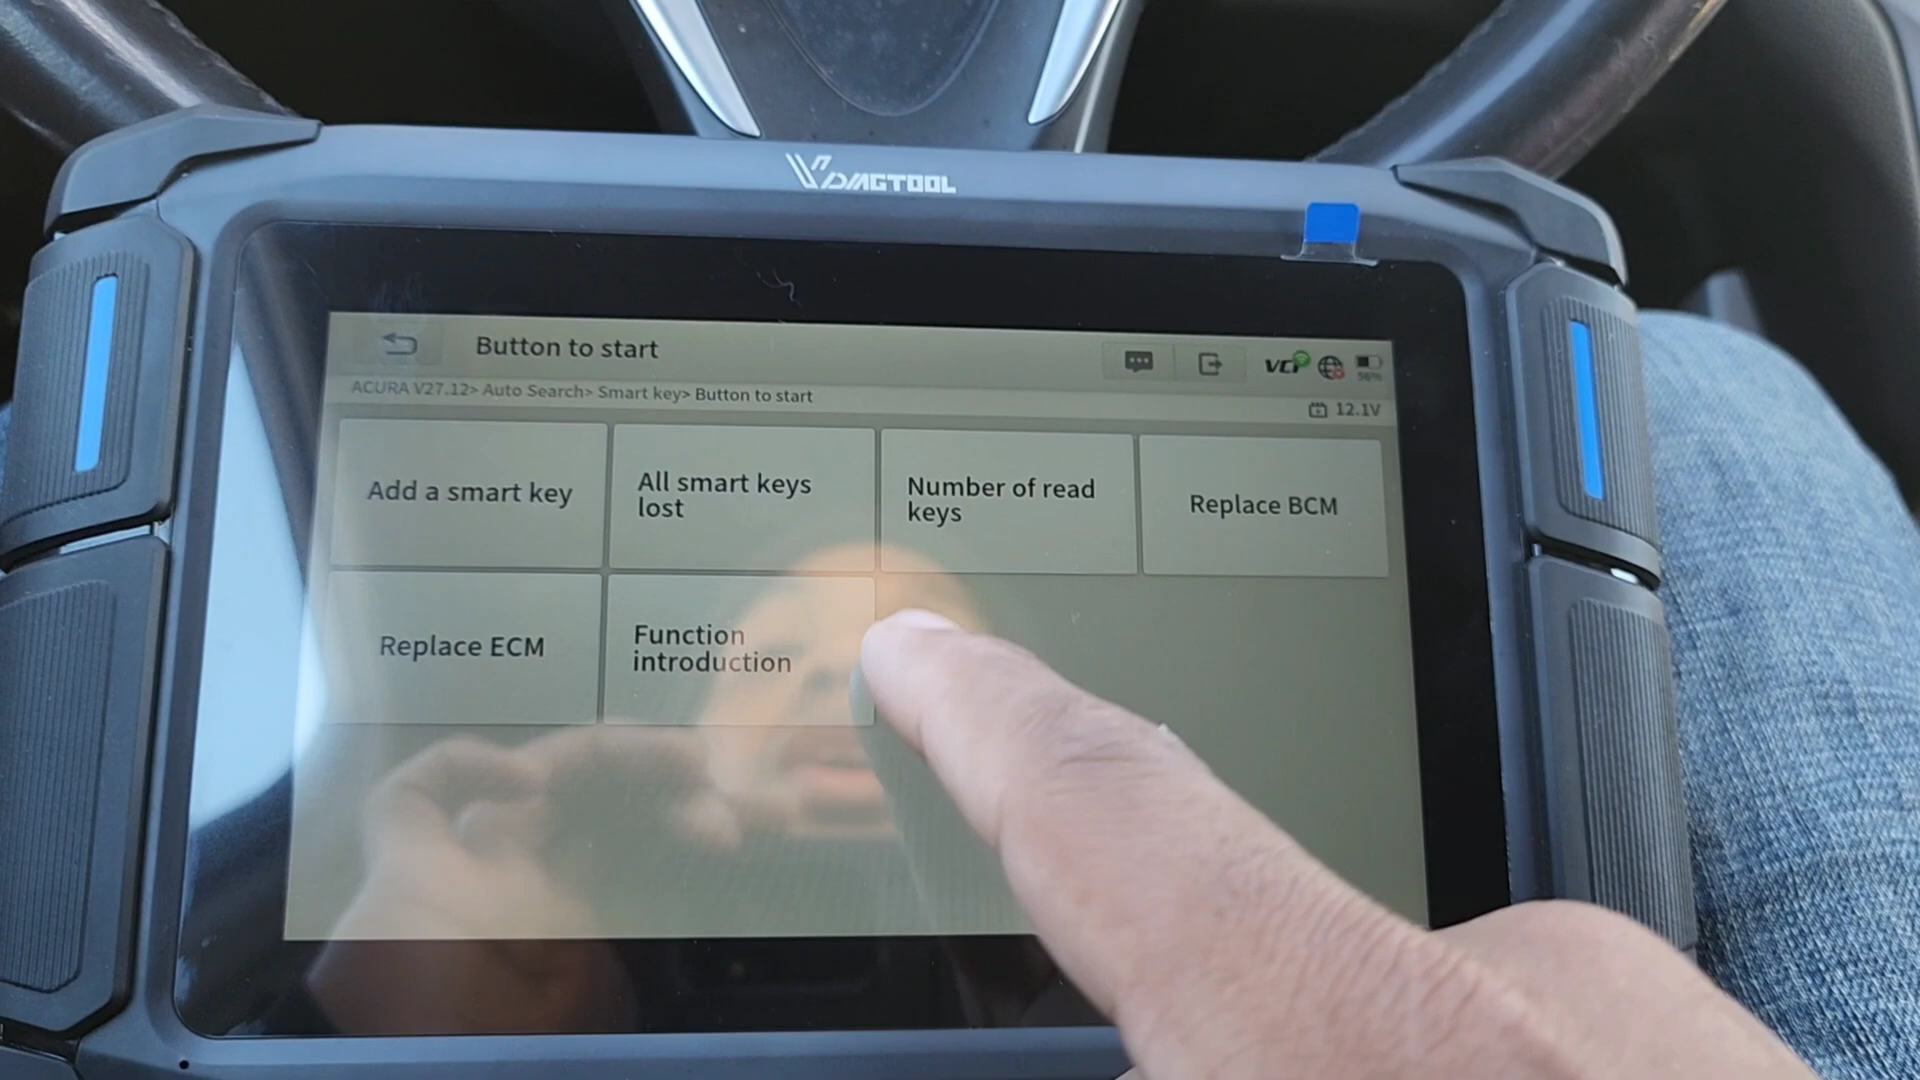 VDIAGTOOL
Button to start
VCI
56%
ACURA V27.12> Auto Search> Smart key> Button to start
12.1V
Add a smart key
All smart keys
lost
Number of read
keys
Replace BCM
Replace ECM
Function
introduction